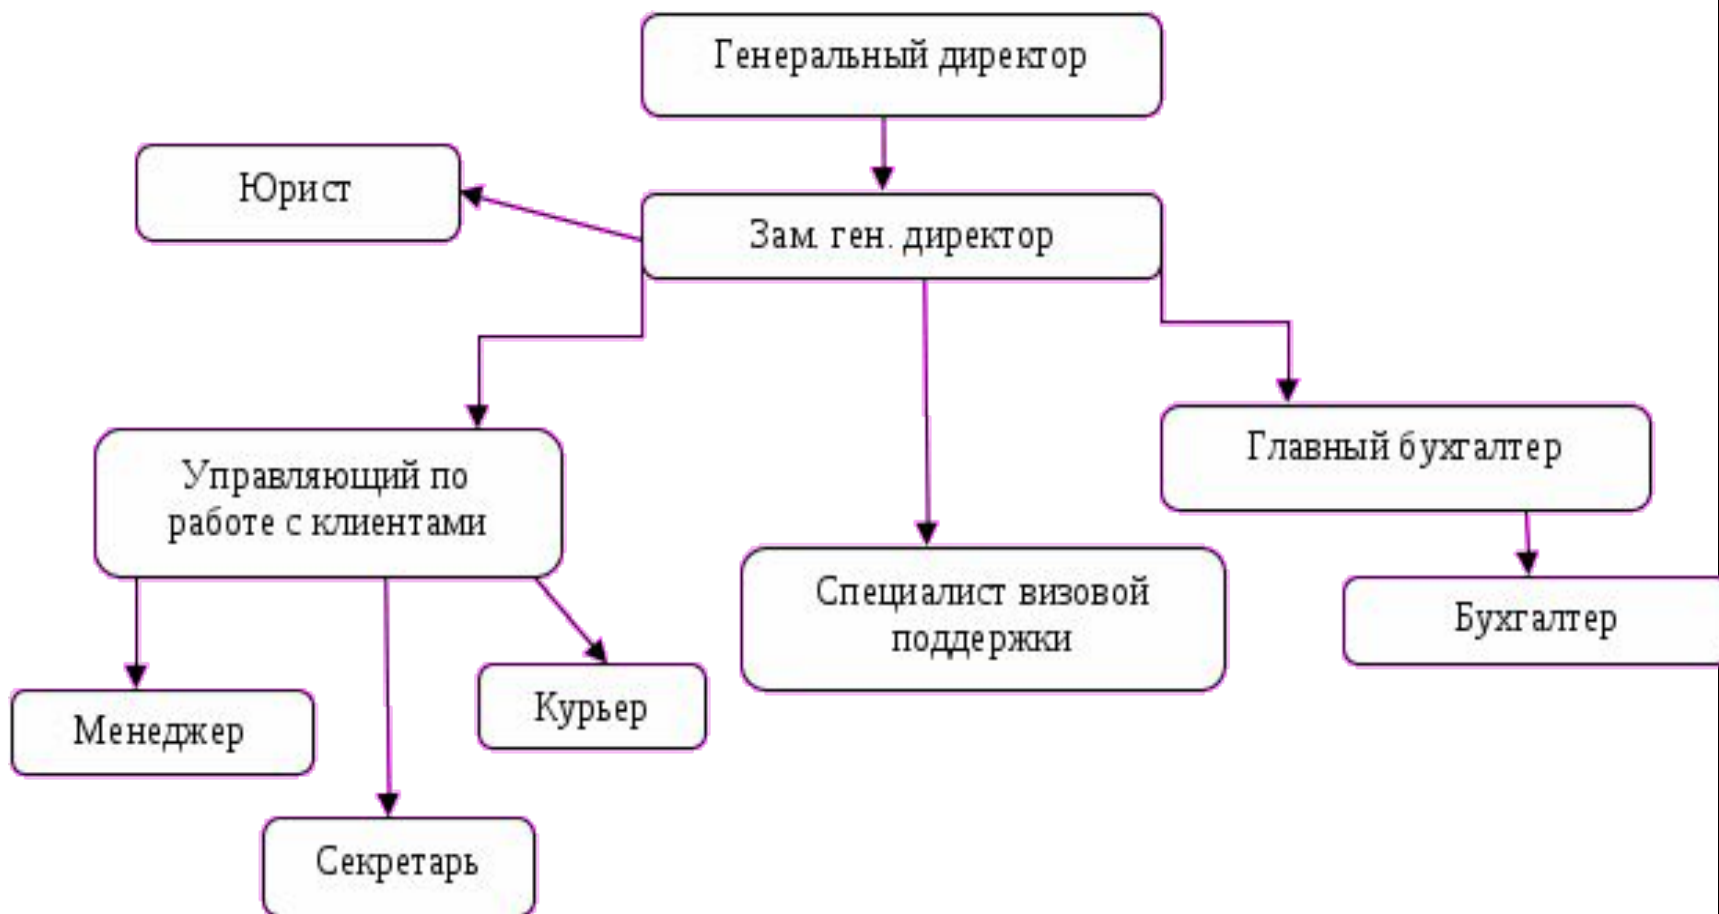 Генеральный директор
Юрист
Зам. ген. директор
Управляющий по
работе с клиентами
Главный бухгалтер
Специалист визовой
поддержки
Бухгалтер
Менеджер
Курьер
Секретарь